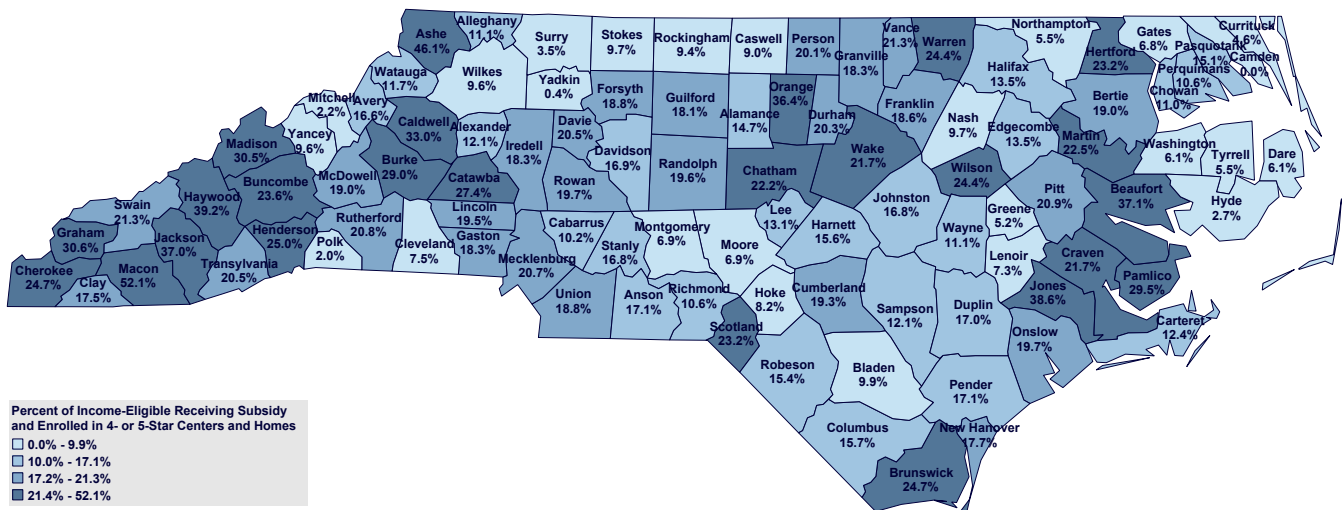 Ashe
46.1%
Alleghany
11.1%
Surry
3.5%
Stokes
9.7%
Rockingham
9.4%
Caswell
9.0%
Person
20.1%
Granville
18.3%
Vance
21.3%
Warren
24.4%
Northampton
5.5%
Halifax
13.5%
Hertford
23.2%
Gates
6.8%
Pasquotank
15.1%
Currituck
4.6%
Camden
0.0%
Perquimans
10.6%
Chowan
11.0%
Bertie
19.0%
Watauga
11.7%
Wilkes
9.6%
Yadkin
0.4%
Forsyth
18.8%
Guilford
18.1%
Alamance
14.7%
Orange
36.4%
Durham
20.3%
Franklin
18.6%
Nash
9.7%
Edgecombe
13.5%
Martin
22.5%
Washington
6.1%
Tyrrell
5.5%
Dare
6.1%
Mitchell
2.2%
Avery
16.6%
Yancey
9.6%
Caldwell
33.0%
Alexander
12.1%
Iredell
18.3%
Davie
20.5%
Davidson
16.9%
Randolph
19.6%
Chatham
22.2%
Wake
21.7%
Wilson
24.4%
Pitt
20.9%
Beaufort
37.1%
Hyde
2.7%
Madison
30.5%
Buncombe
23.6%
McDowell
19.0%
Burke
29.0%
Catawba
27.4%
Rowan
19.7%
Haywood
39.2%
Swain
21.3%
Graham
30.6%
Jackson
37.0%
Henderson
25.0%
Rutherford
20.8%
Polk
2.0%
Cleveland
7.5%
Lincoln
19.5%
Gaston
18.3%
Mecklenburg
20.7%
Cabarrus
10.2%
Stanly
16.8%
Montgomery
6.9%
Moore
6.9%
Lee
13.1%
Harnett
15.6%
Johnston
16.8%
Wayne
11.1%
Greene
5.2%
Lenoir
7.3%
Craven
21.7%
Pamlico
29.5%
Jones
38.6%
Carteret
12.4%
Cherokee
24.7%
Clay
17.5%
Macon
52.1%
Transylvania
20.5%
Union
18.8%
Anson
17.1%
Richmond
10.6%
Scotland
23.2%
Hoke
8.2%
Cumberland
19.3%
Sampson
12.1%
Duplin
17.0%
Onslow
19.7%
Robeson
15.4%
Bladen
9.9%
Pender
17.1%
Columbus
15.7%
New Hanover
17.7%
Brunswick
24.7%
Percent of Income-Eligible Receiving Subsidy
and Enrolled in 4- or 5-Star Centers and Homes
0.0% - 9.9%
10.0% - 17.1%
17.2% - 21.3%
21.4% - 52.1%